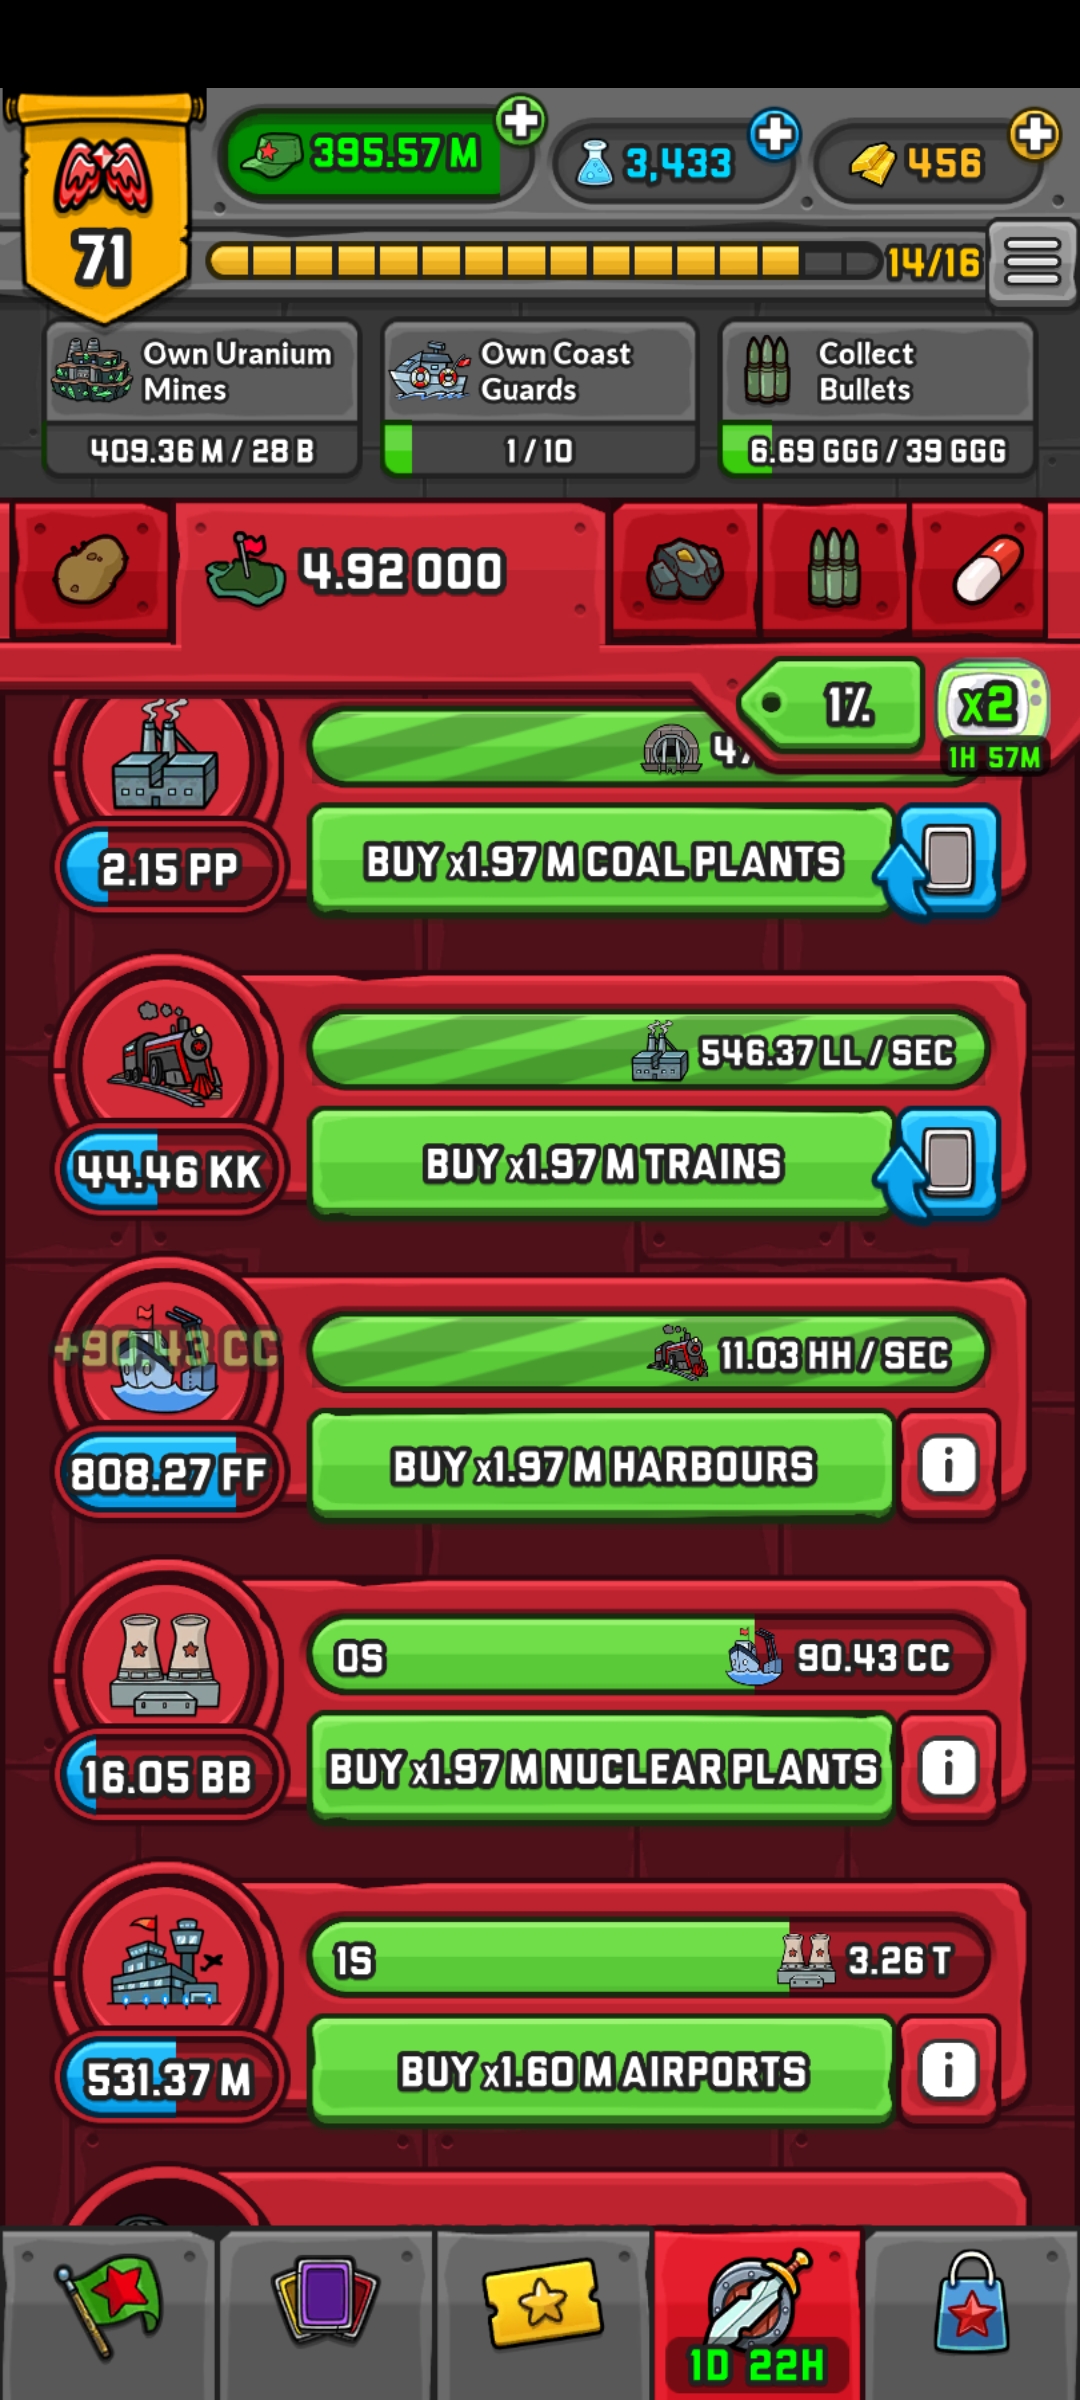 395.57 M
3,433
456
71
14/16
Own Uranium
Mines
409.36 M / 28 B
Own Coast
Guards
1 / 10
Collect
Bullets
6.69 GGG / 39 GGG
4.92 000
1%
x2
1H 57M
2.15 PP
BUY x1.97 M COAL PLANTS
546.37 LL / SEC
44.46 KK
BUY x1.97 M TRAINS
+90.43 CC
11.03 HH / SEC
808.27 FF
BUY x1.97 M HARBOURS
i
0S
90.43 CC
16.05 BB
BUY x1.97 M NUCLEAR PLANTS
i
1S
3.26 T
531.37 M
BUY x1.60 M AIRPORTS
i
1D 22H